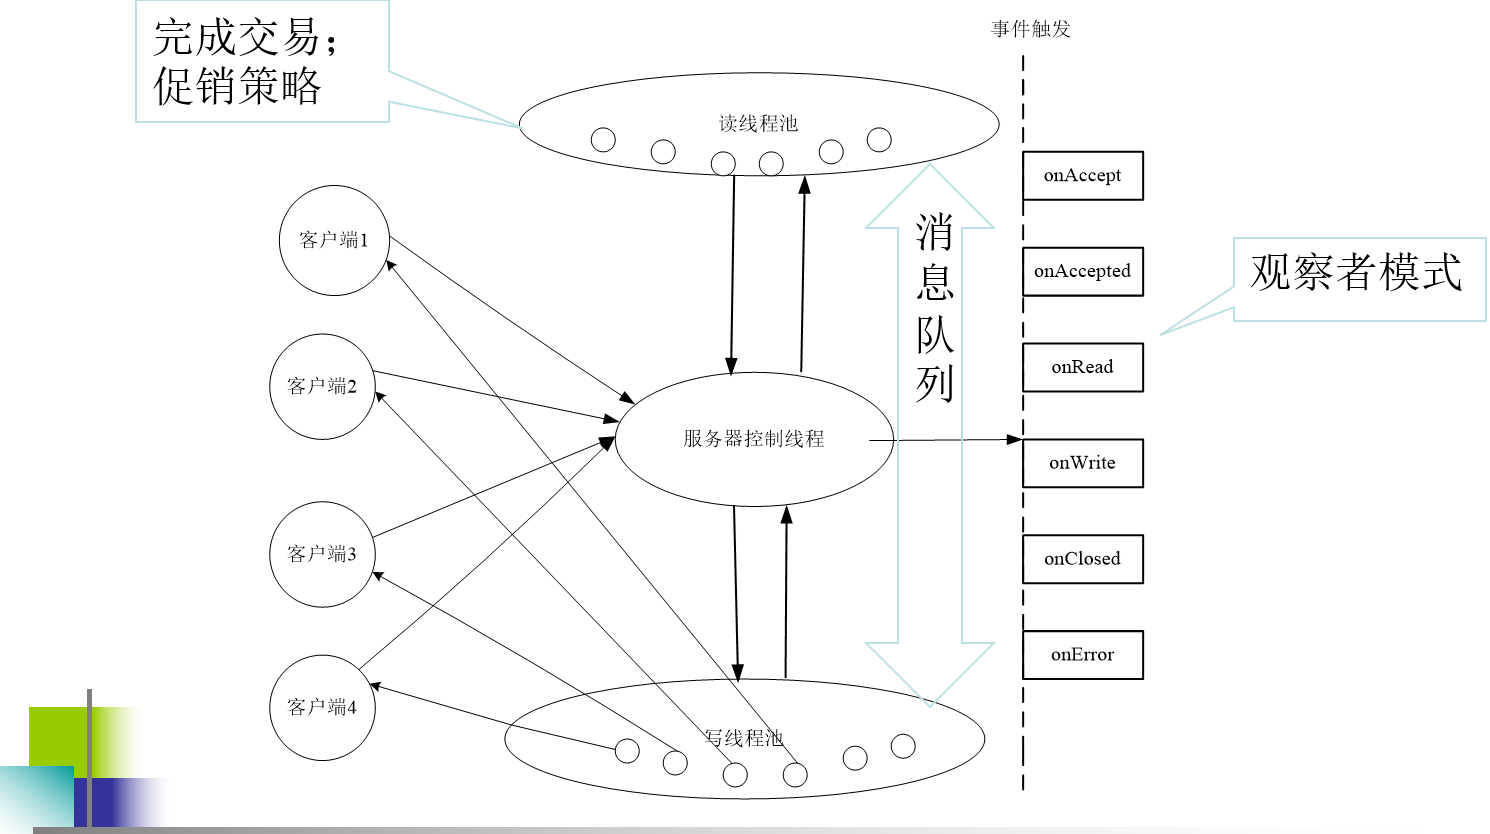 完成交易；
促销策略
事件触发
读线程池
onAccept
消
息
队
列
客户端1
onAccepted
观察者模式
客户端2
onRead
服务器控制线程
onWrite
客户端3
onClosed
onError
客户端4
写线程池